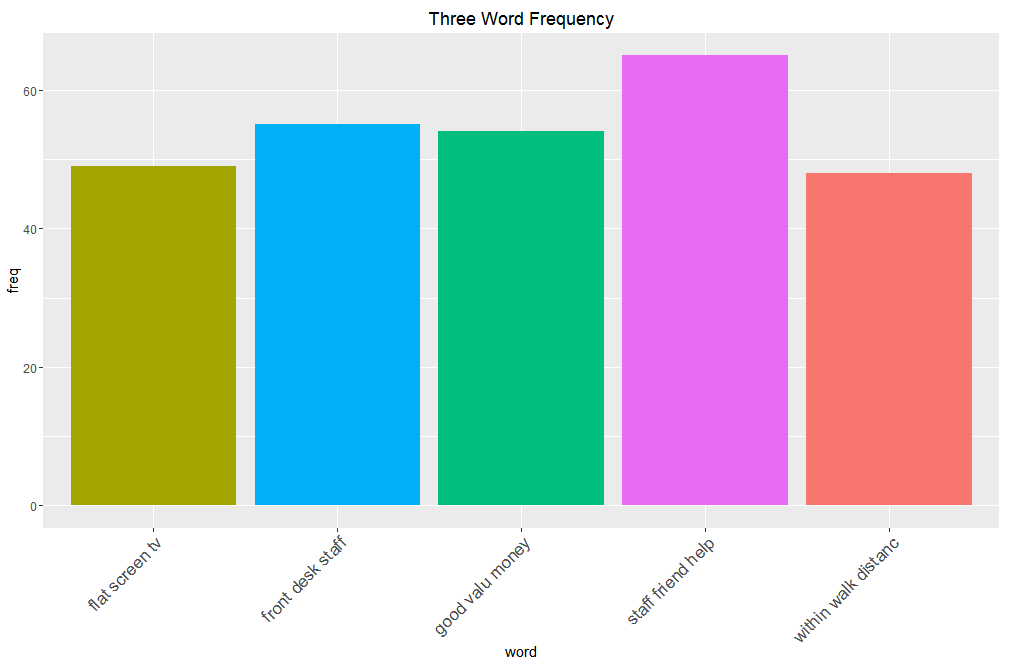 Three Word Frequency
freq
60
40
20
0
flat screen tv
front desk staff
good valu money
staff friend help
within walk distanc
word